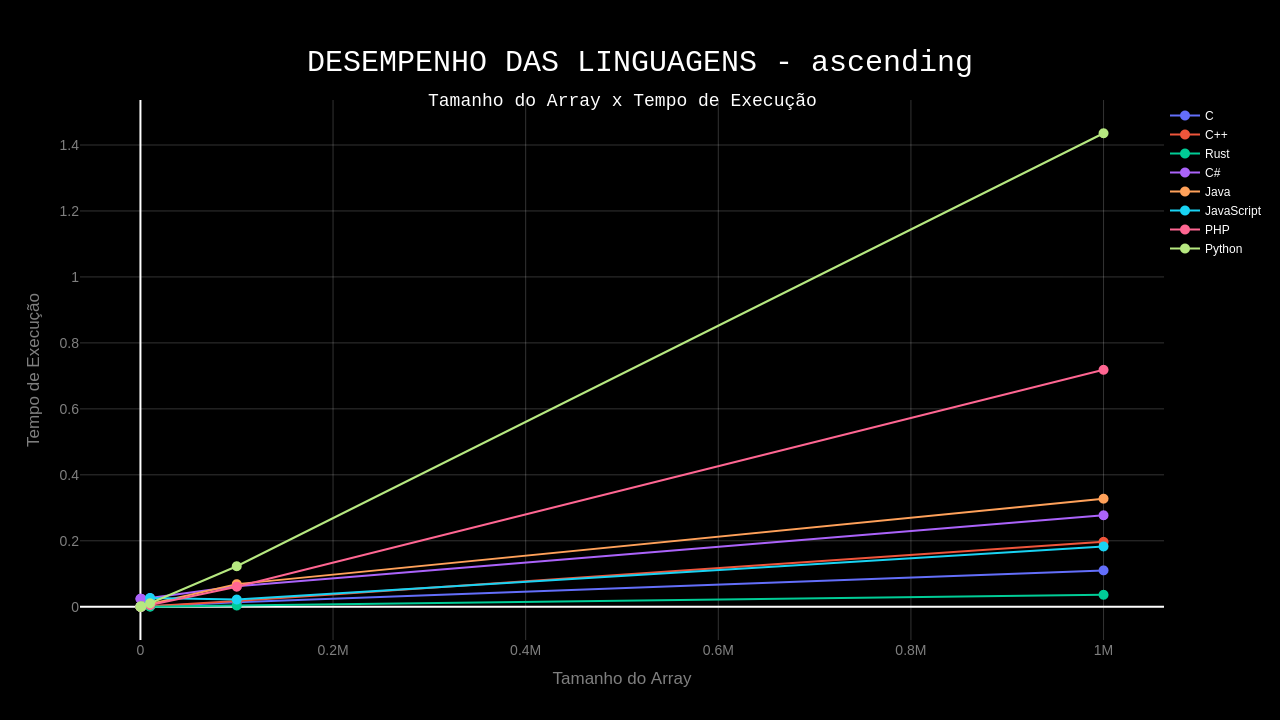 DESEMPENHO DAS LINGUAGENS - ascending
Tamanho do Array x Tempo de Execução
C
C++
Rust
C#
Java
JavaScript
PHP
Python
1.4
1.2
1
0.8
0.6
0.4
0.2
0
Tempo de Execução
0
0.2M
0.4M
0.6M
0.8M
1M
Tamanho do Array